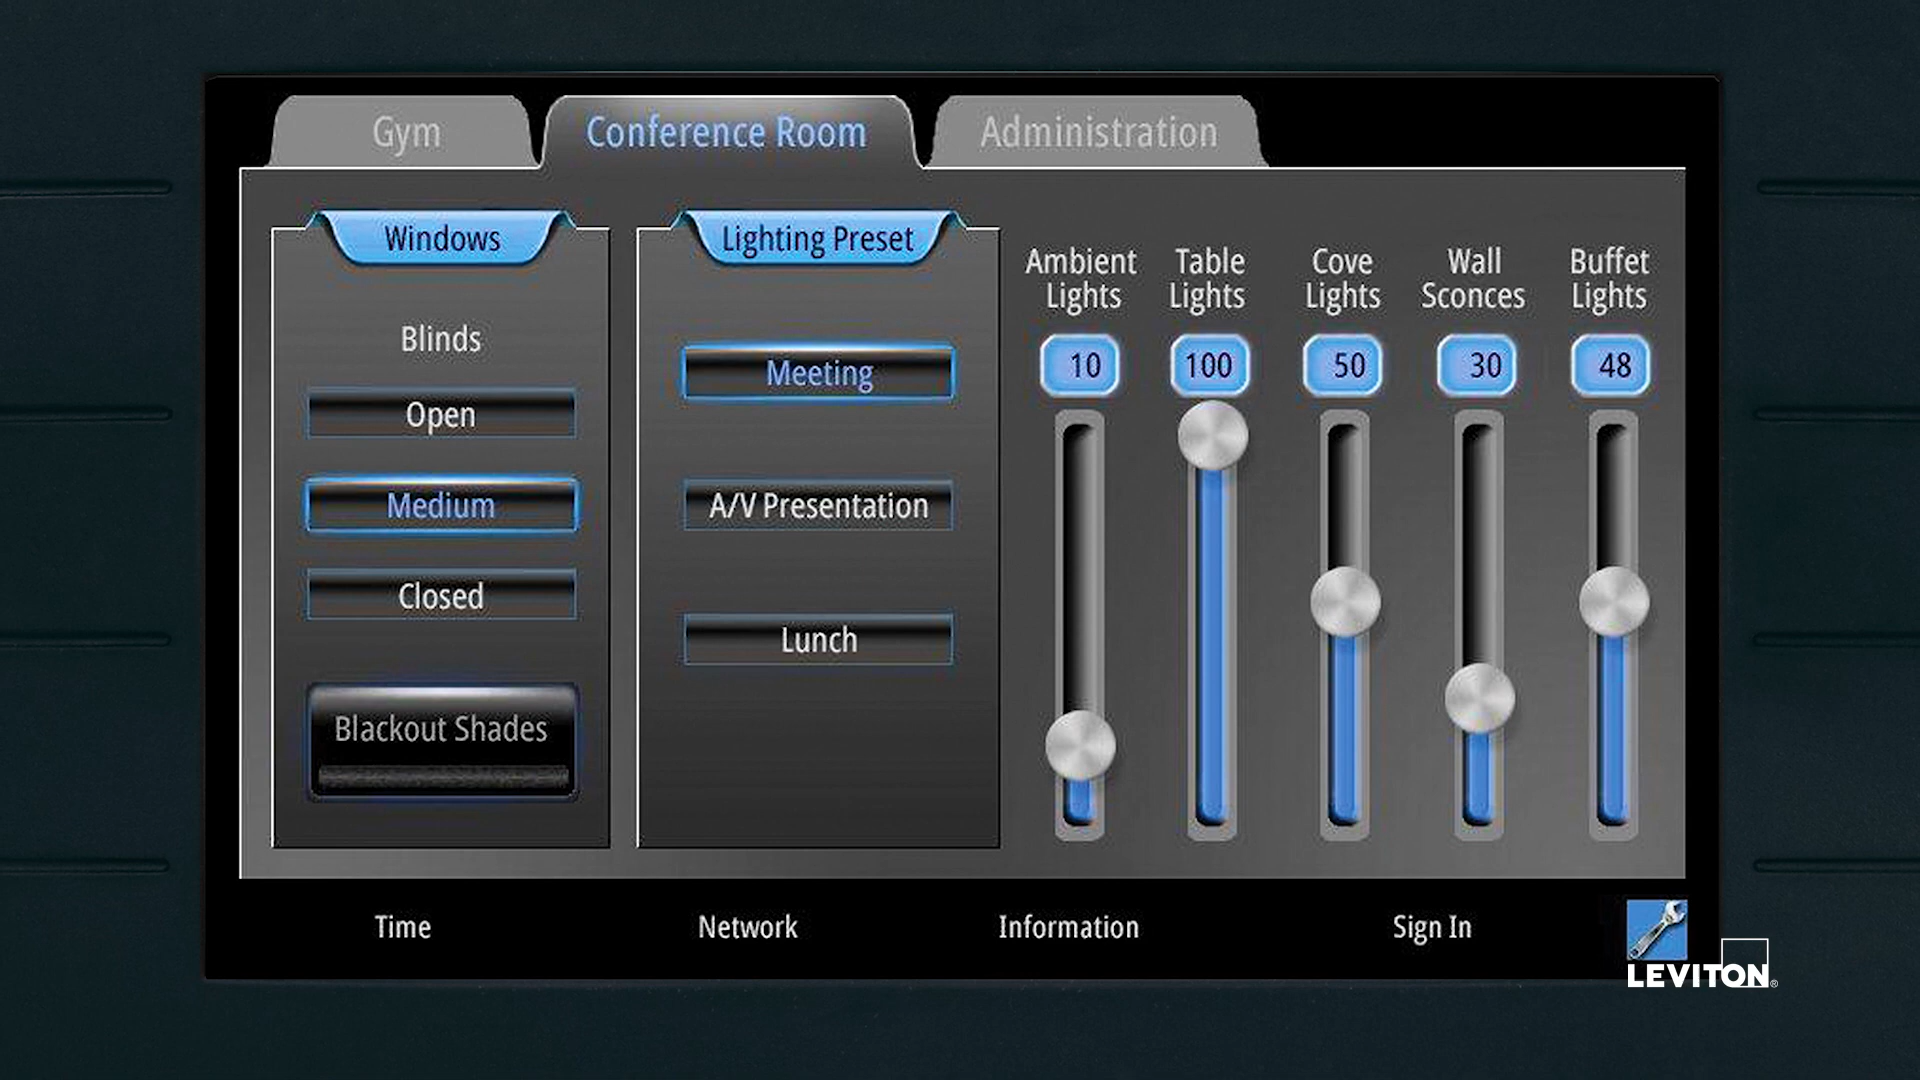 Gym
Conference Room
Administration
Windows
Blinds
Open
Medium
Closed
Blackout Shades
Lighting Preset
Meeting
A/V Presentation
Lunch
Ambient
Lights
10
Table
Lights
100
Cove
Lights
50
Wall
Sconces
30
Buffet
Lights
48
Time
Network
Information
Sign In
LEVITON®